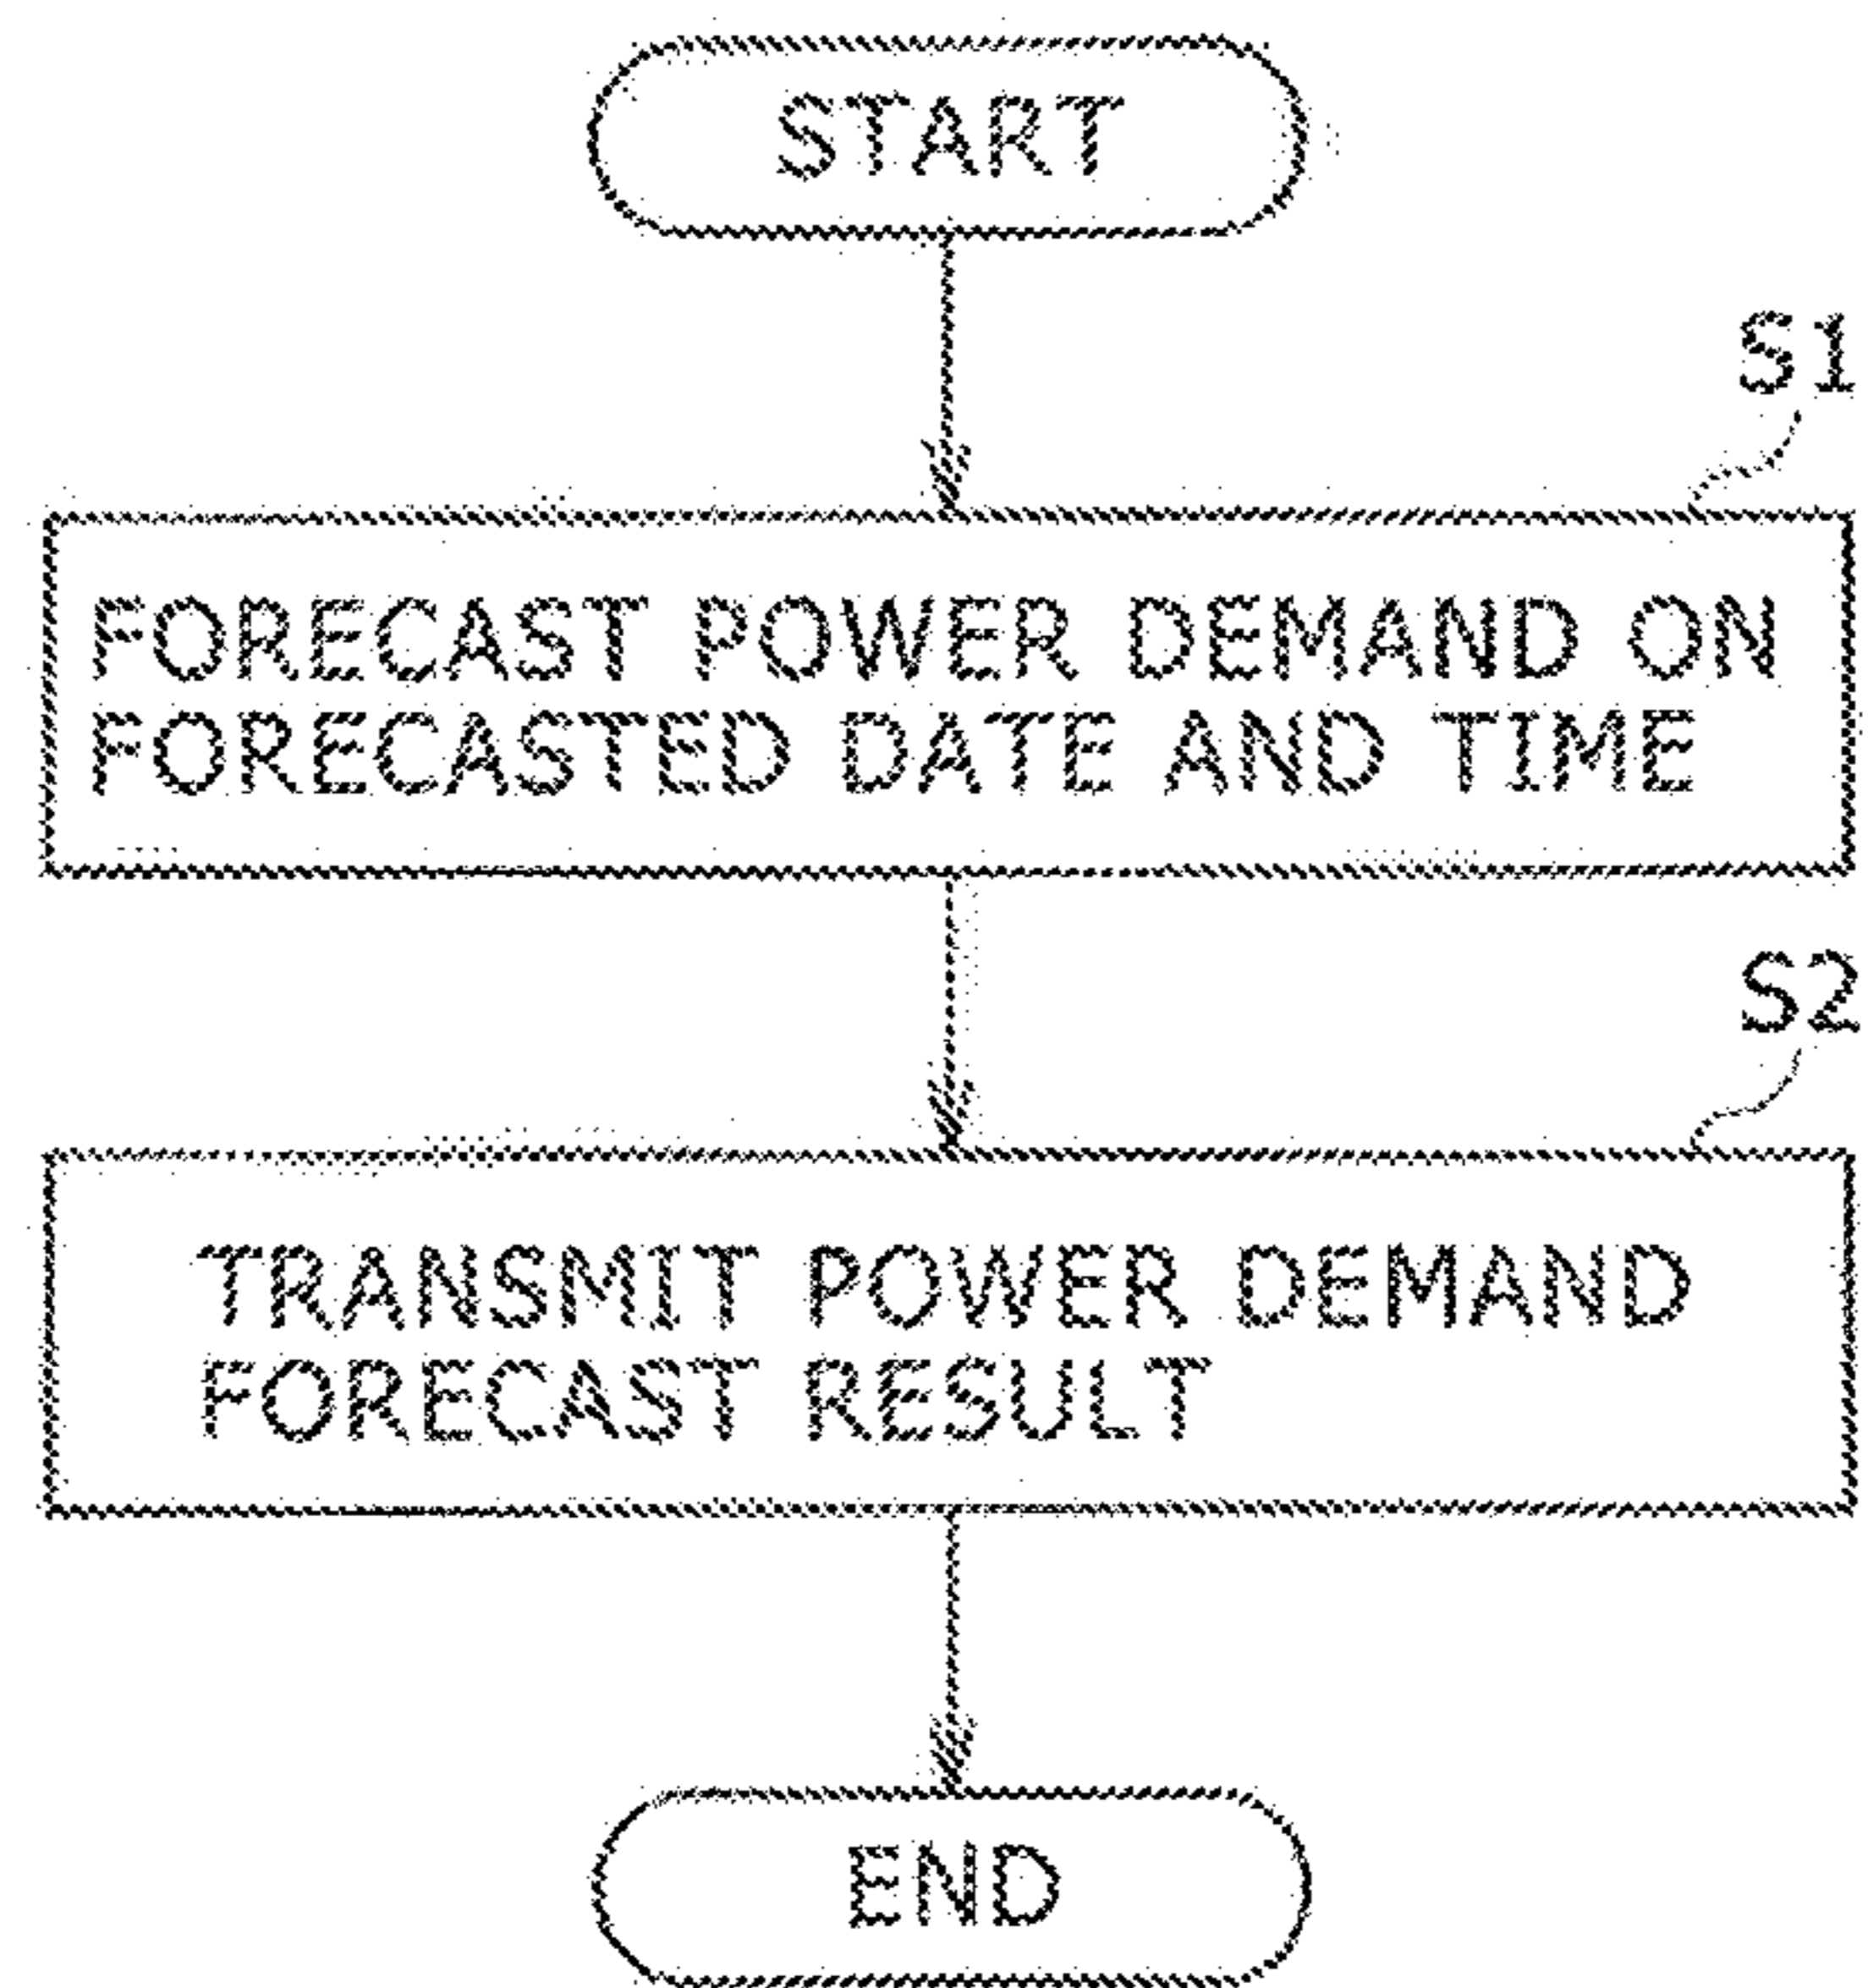 START
S1
FORECAST POWER DEMAND ON
FORECASTED DATE AND TIME
S2
TRANSMIT POWER DEMAND
FORECAST RESULT
END